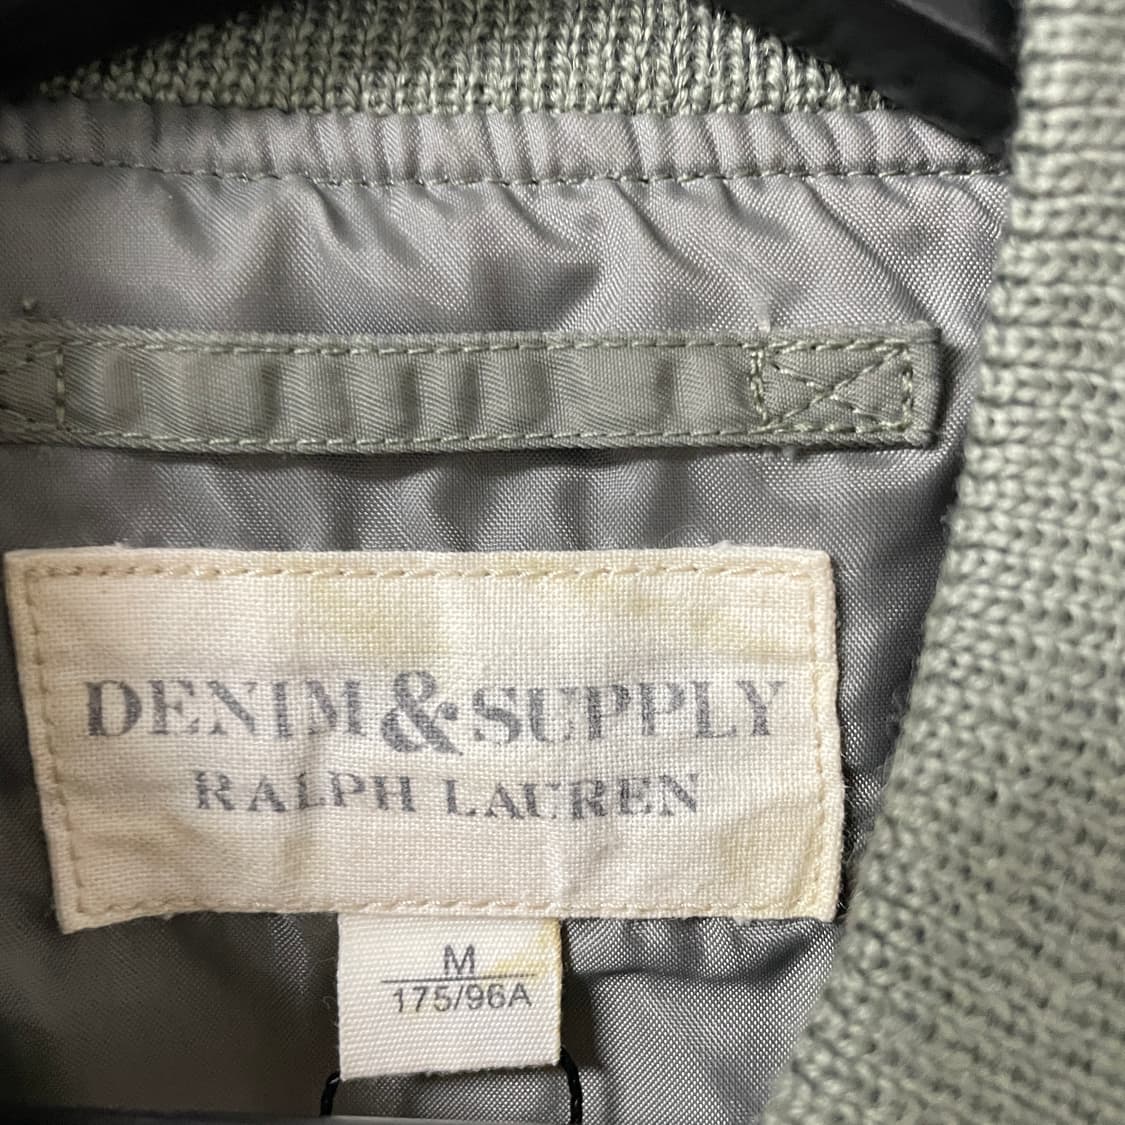 DENIM & SUPPLY
RALPH LAUREN
M
175/96A